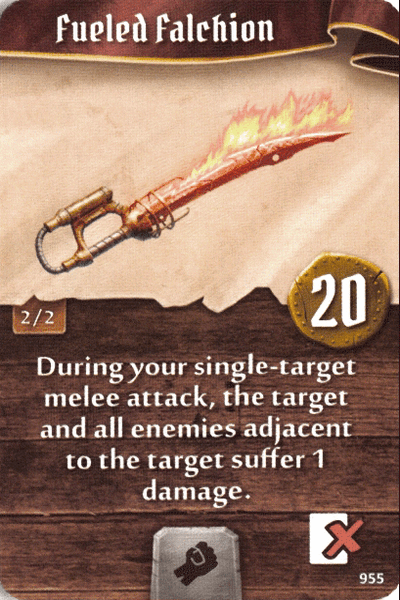 Fueled Falchion
2/2
20
During your single-target
melee attack, the target
and all enemies adjacent
to the target suffer 1
damage.
955